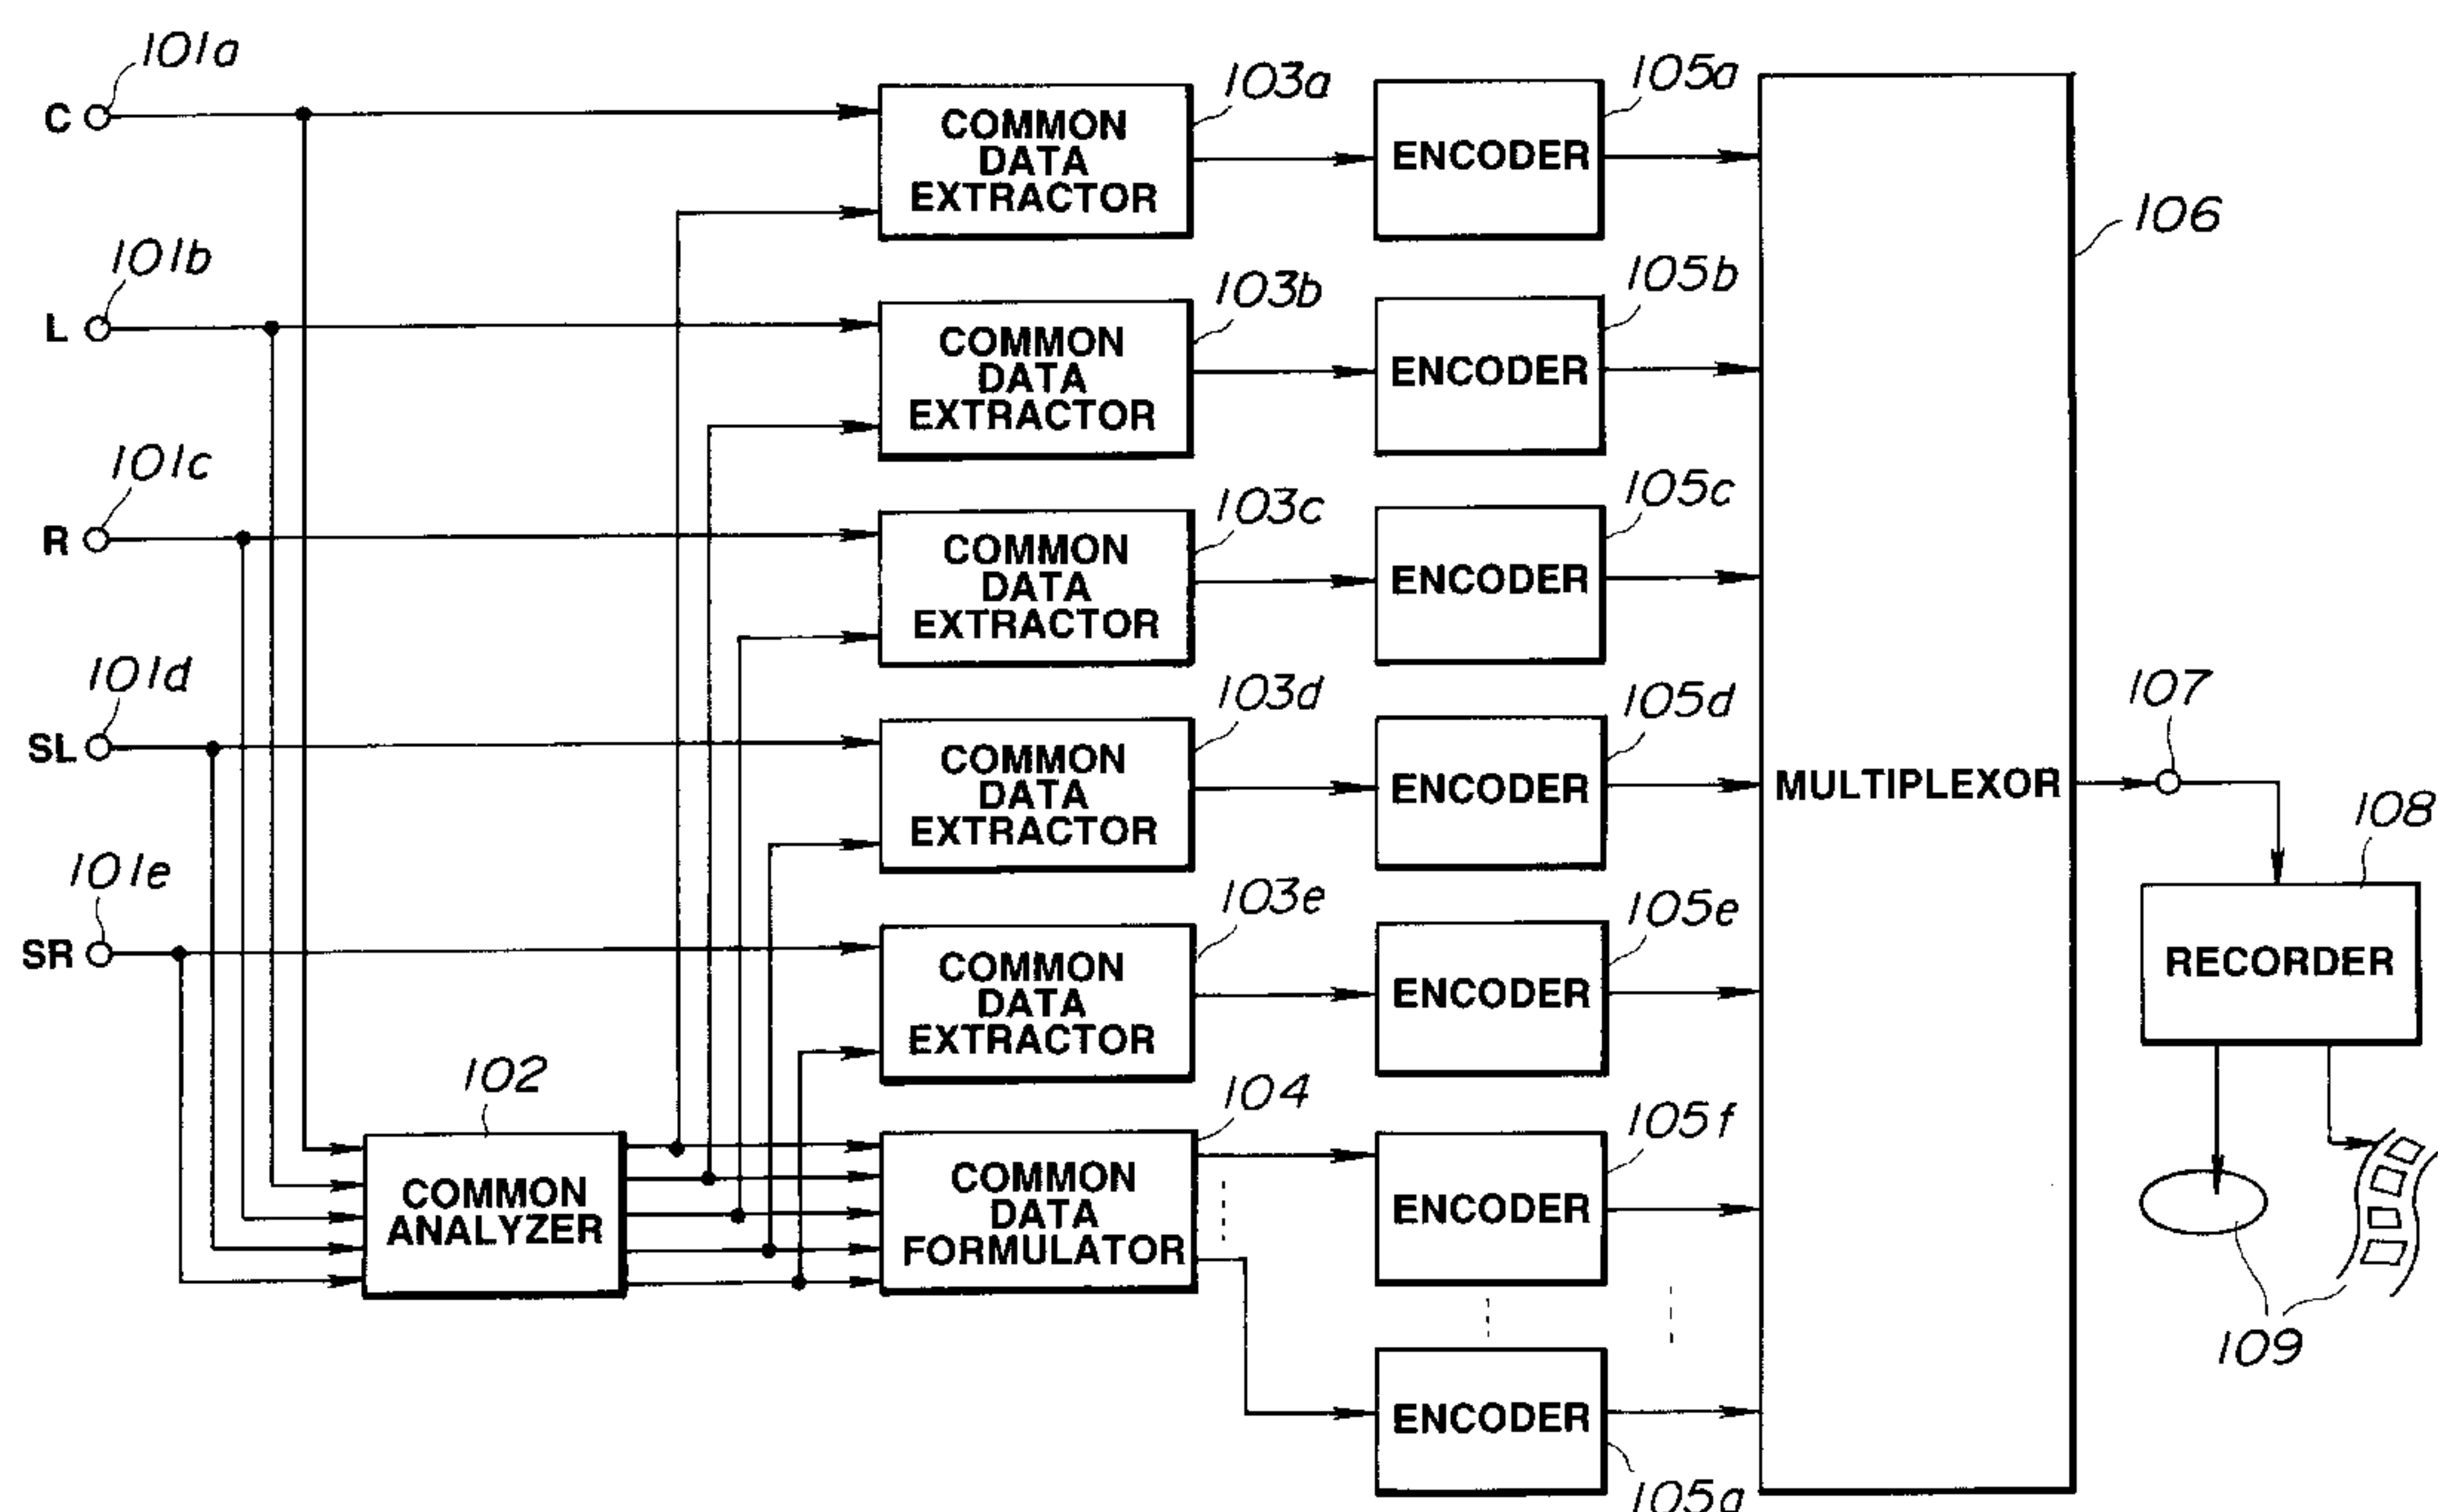 101a
C
103a
COMMON
DATA
EXTRACTOR
105a
ENCODER
106
101b
L
103b
COMMON
DATA
EXTRACTOR
105b
ENCODER
101c
R
103c
COMMON
DATA
EXTRACTOR
105c
ENCODER
101d
SL
103d
COMMON
DATA
EXTRACTOR
105d
ENCODER
MULTIPLEXOR
107
108
RECORDER
101e
SR
103e
COMMON
DATA
EXTRACTOR
105e
ENCODER
102
COMMON
ANALYZER
104
COMMON
DATA
FORMULATOR
105f
ENCODER
109
ENCODER